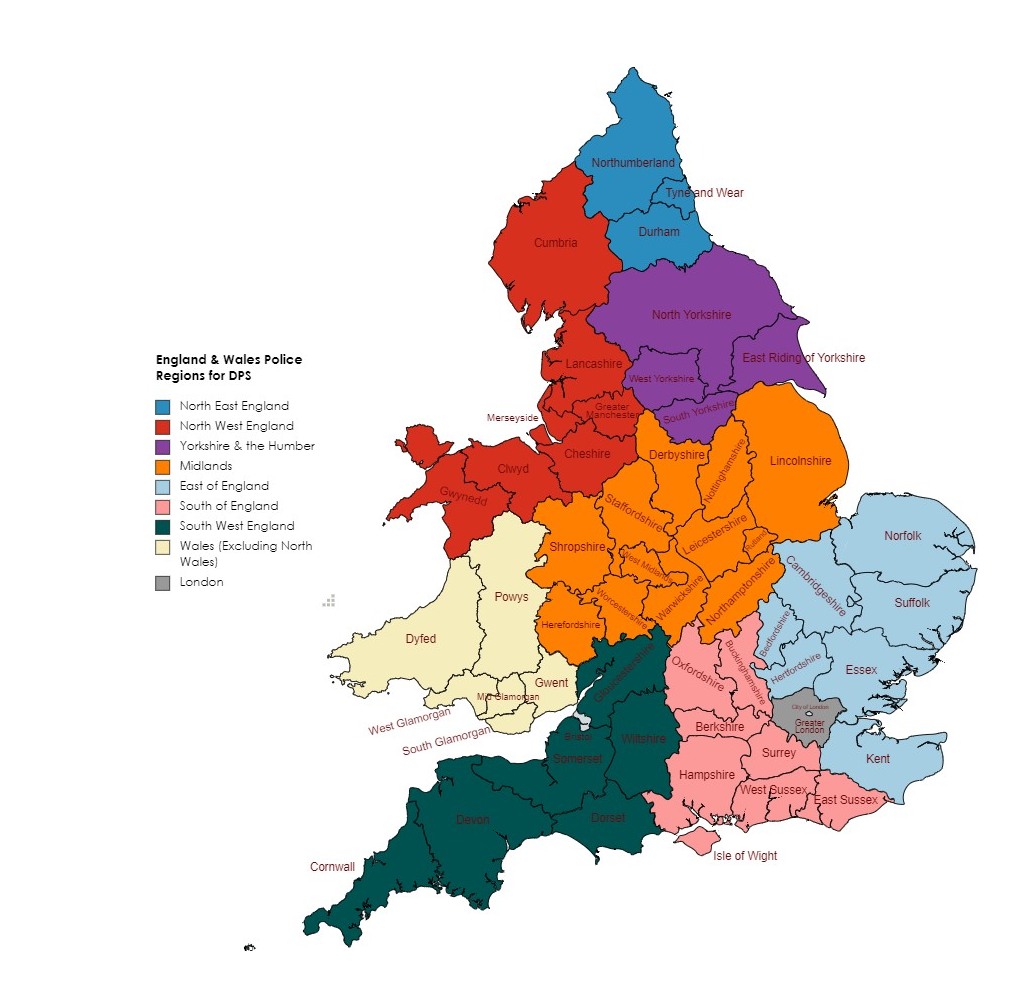 Northumberland
Tyne and Wear
Durham
Cumbria
North Yorkshire
East Riding of Yorkshire
Lancashire
West Yorkshire
Greater
Manchester
South Yorkshire
Merseyside
England & Wales Police
Regions for DPS
North East England
North West England
Yorkshire & the Humber
Midlands
East of England
South of England
South West England
Wales (Excluding North
Wales)
London
Cheshire
Derbyshire
Nottinghamshire
Lincolnshire
Clwyd
Gwynedd
Staffordshire
Leicestershire
Rutland
Norfolk
Shropshire
West Midlands
Cambridgeshire
Powys
Worcestershire
Warwickshire
Northamptonshire
Suffolk
Herefordshire
Dyfed
Bedfordshire
Gwent
Gloucestershire
Oxfordshire
Buckinghamshire
Hertfordshire
Essex
Mid Glamorgan
West Glamorgan
South Glamorgan
City of London
Greater
London
Bristol
Wiltshire
Berkshire
Somerset
Surrey
Kent
Hampshire
West Sussex
East Sussex
Devon
Dorset
Isle of Wight
Cornwall